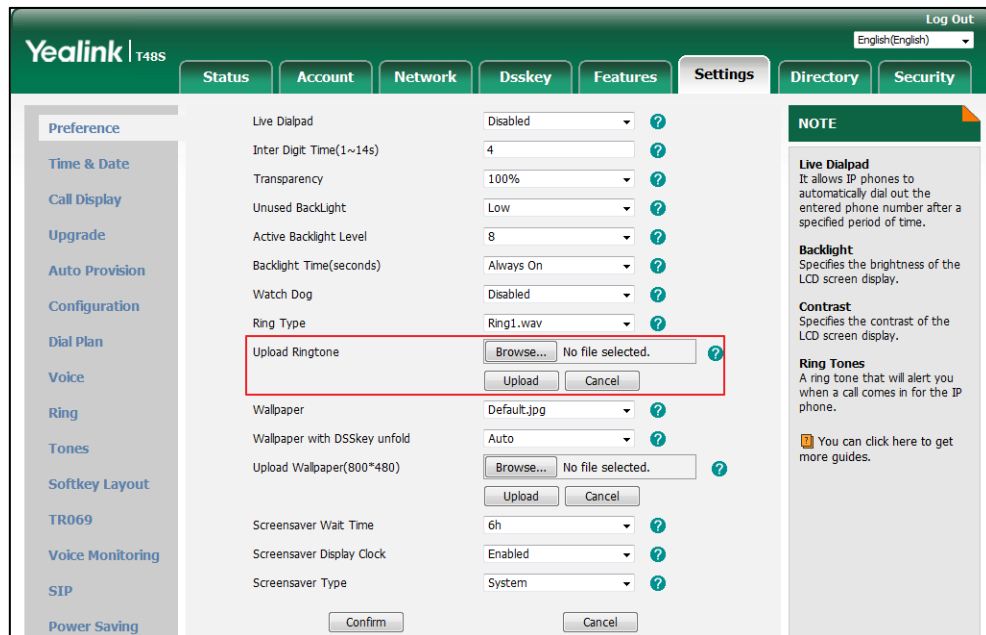 Log Out
Yealink T48S
English(English)
Status Account Network Dsskey Features Settings Directory Security
Preference
Time & Date
Call Display
Upgrade
Auto Provision
Configuration
Dial Plan
Voice
Ring
Tones
Softkey Layout
TR069
Voice Monitoring
SIP
Power Saving
Live Dialpad Disabled ?
Inter Digit Time(1~14s) 4 ?
Transparency 100% ?
Unused BackLight Low ?
Active Backlight Level 8 ?
Backlight Time(seconds) Always On ?
Watch Dog Disabled ?
Ring Type Ring1.wav ?
Upload Ringtone Browse... No file selected. ?
Upload Cancel
Wallpaper Default.jpg ?
Wallpaper with DSSkey unfold Auto ?
Upload Wallpaper(800*480) Browse... No file selected. ?
Upload Cancel
Screensaver Wait Time 6h ?
Screensaver Display Clock Enabled ?
Screensaver Type System ?
Confirm Cancel
NOTE
Live Dialpad
It allows IP phones to
automatically dial out the
entered phone number after a
specified period of time.
Backlight
Specifies the brightness of the
LCD screen display.
Contrast
Specifies the contrast of the
LCD screen display.
Ring Tones
A ring tone that will alert you
when a call comes in for the IP
phone.
? You can click here to get
more guides.